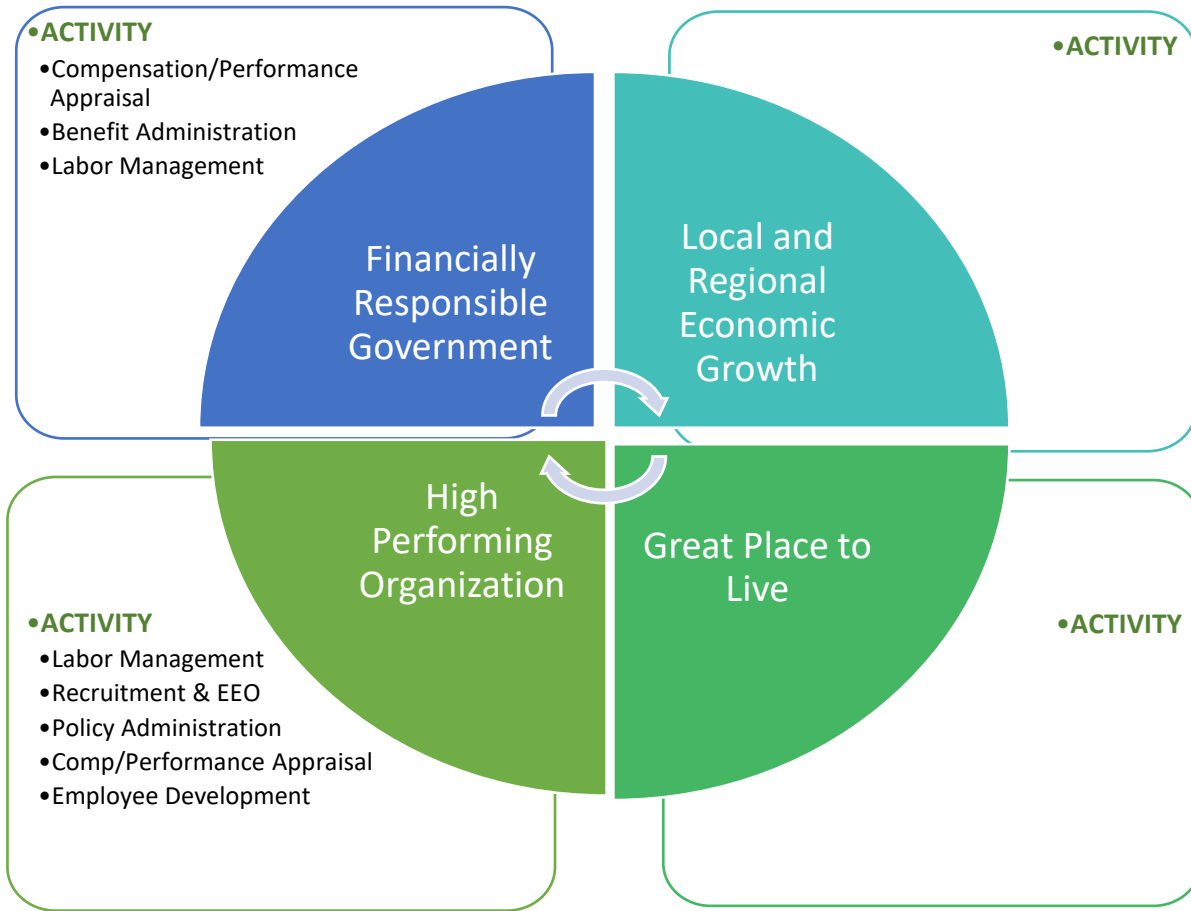 •ACTIVITY
•Compensation/Performance
Appraisal
•Benefit Administration
•Labor Management
•ACTIVITY
Financially
Responsible
Government
Local and
Regional
Economic
Growth
High
Performing
Organization
Great Place to
Live
•ACTIVITY
•Labor Management
•Recruitment & EEO
•Policy Administration
•Comp/Performance Appraisal
•Employee Development
•ACTIVITY